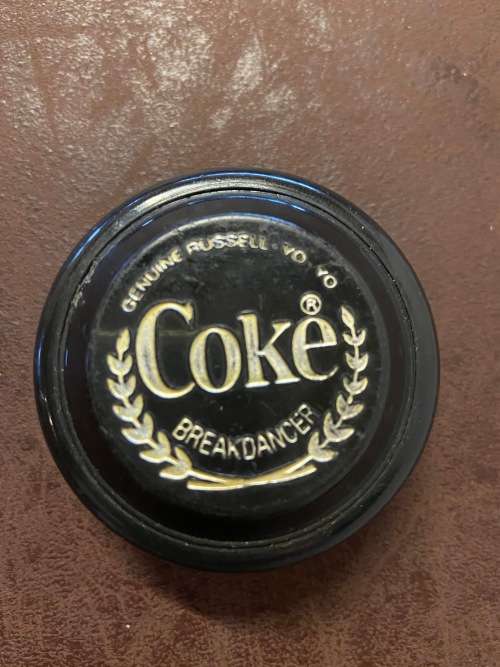 GENUINE RUSSELL · YO YO
Coke®
BREAKDANCER